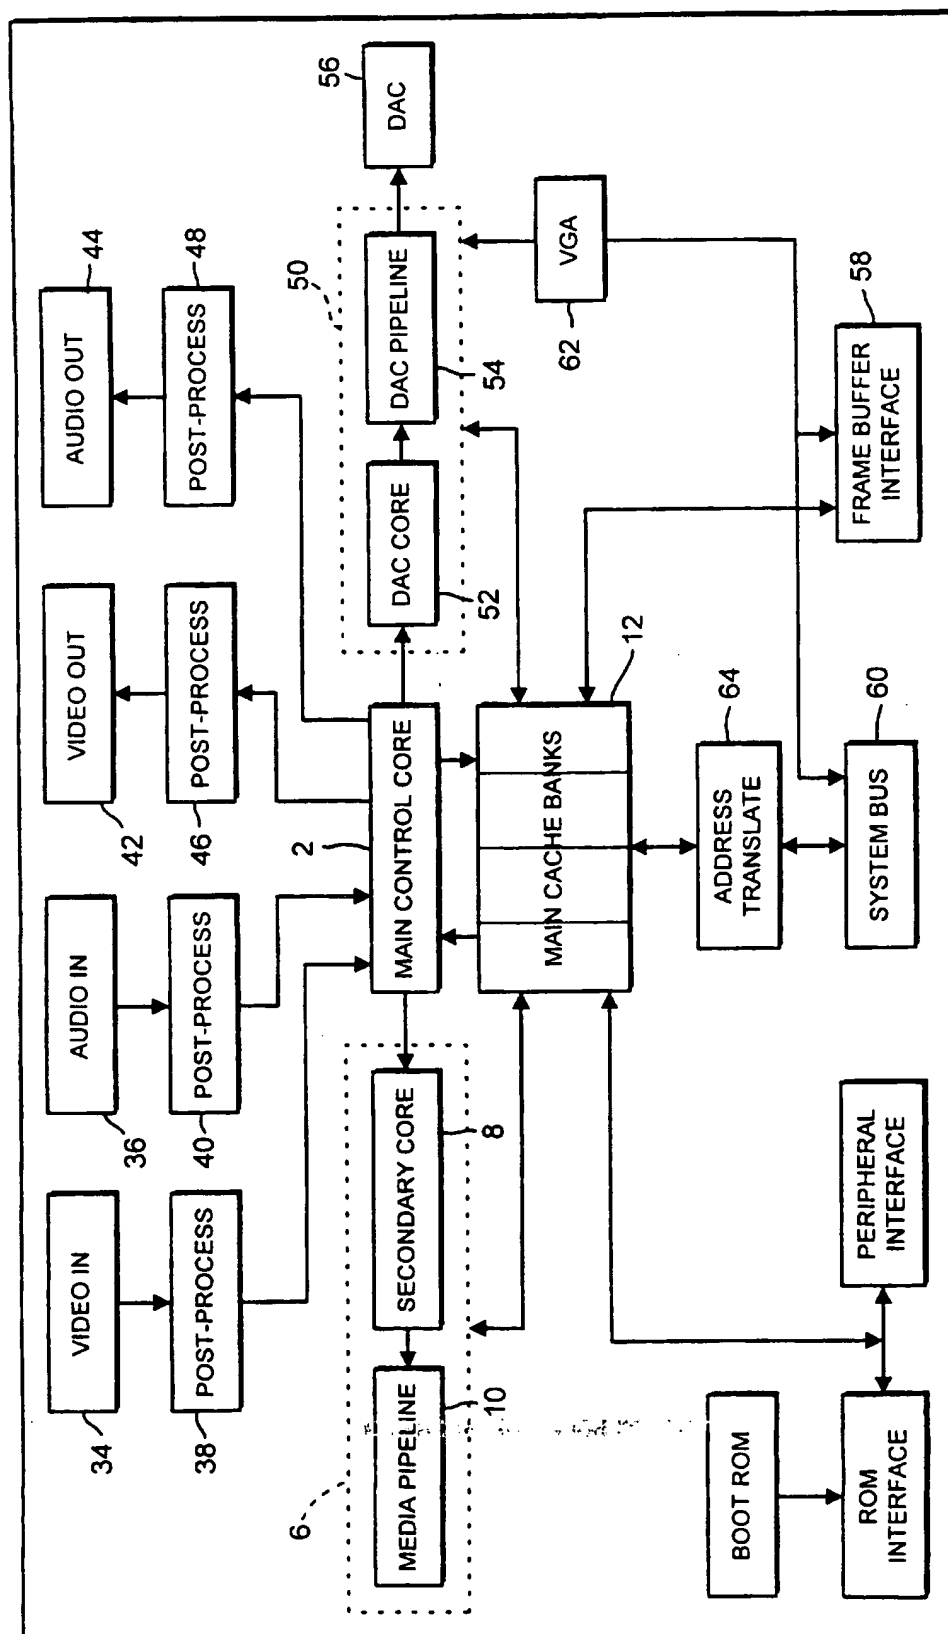 VIDEO IN
34
AUDIO IN
36
VIDEO OUT
42
AUDIO OUT
44
POST-PROCESS
38
POST-PROCESS
40
POST-PROCESS
46
POST-PROCESS
48
6
MEDIA PIPELINE
10
SECONDARY CORE
8
MAIN CONTROL CORE
2
DAC CORE
52
DAC PIPELINE
54
50
DAC
56
MAIN CACHE BANKS
12
VGA
62
BOOT ROM
ADDRESS
TRANSLATE
64
ROM
INTERFACE
PERIPHERAL
INTERFACE
SYSTEM BUS
60
FRAME BUFFER
INTERFACE
58